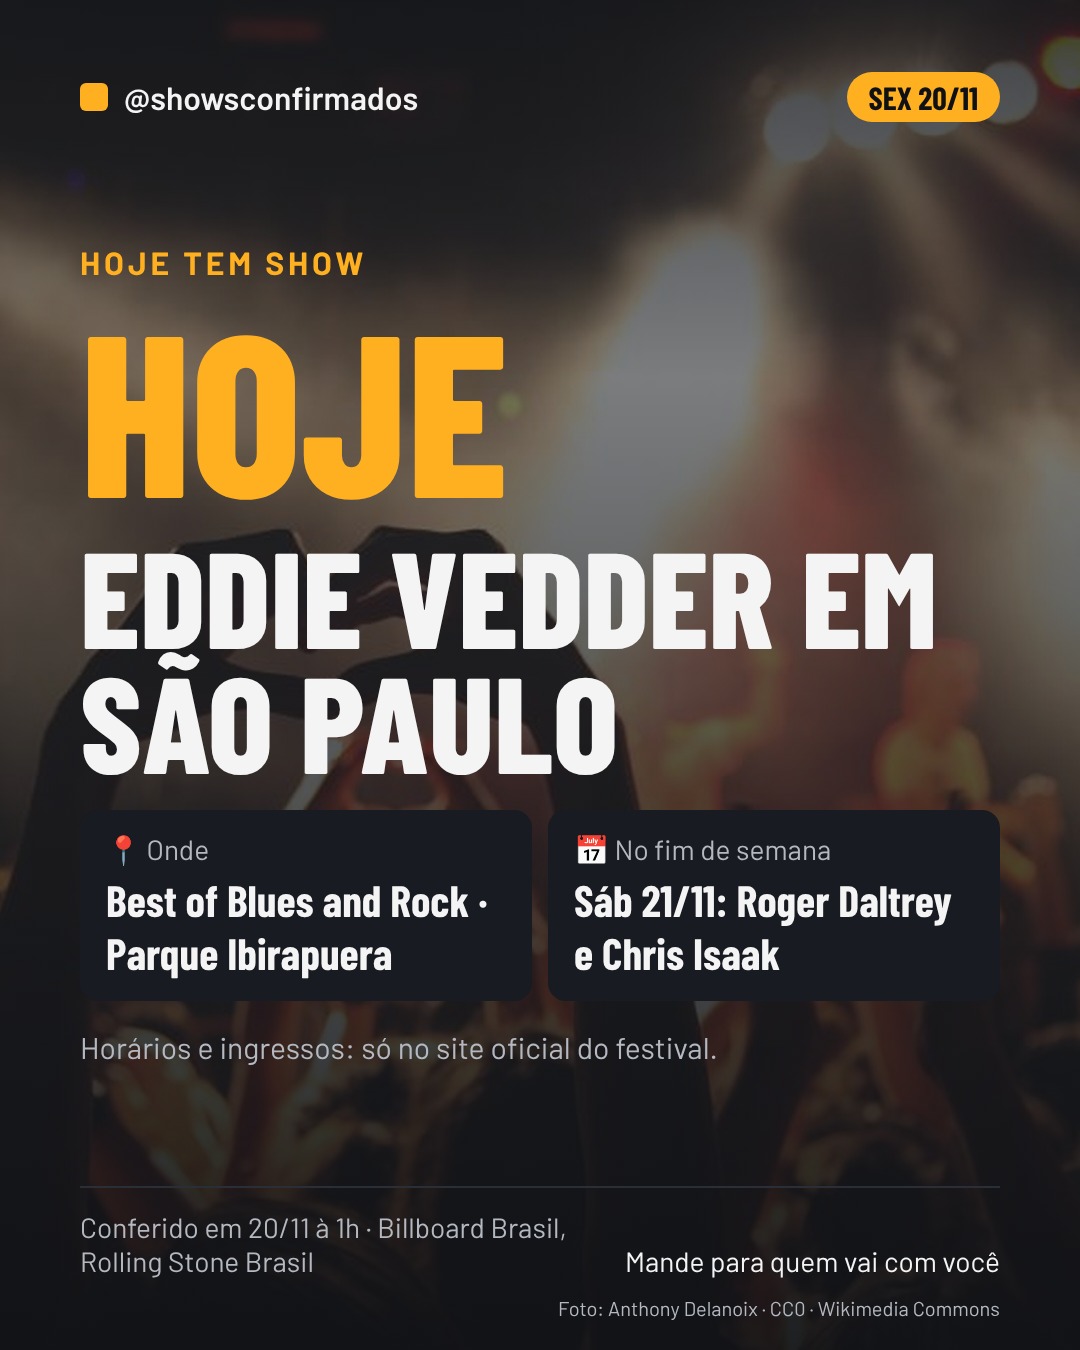 @showsconfirmados
SEX 20/11
HOJE TEM SHOW
HOJE
EDDIE VEDDER EM
SÃO PAULO
📍 Onde
Best of Blues and Rock ·
Parque Ibirapuera
📅 No fim de semana
Sáb 21/11: Roger Daltrey
e Chris Isaak
Horários e ingressos: só no site oficial do festival.
Conferido em 20/11 à 1h · Billboard Brasil,
Rolling Stone Brasil
Mande para quem vai com você
Foto: Anthony Delanoix · CC0 · Wikimedia Commons